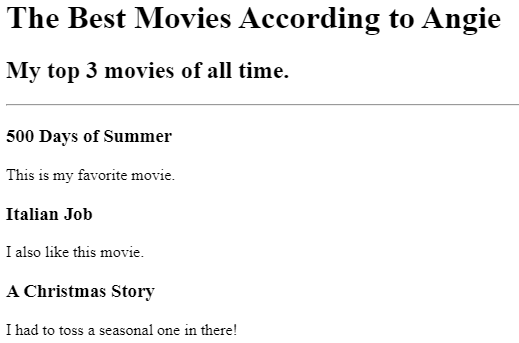 The Best Movies According to Angie
My top 3 movies of all time.
500 Days of Summer
This is my favorite movie.
Italian Job
I also like this movie.
A Christmas Story
I had to toss a seasonal one in there!